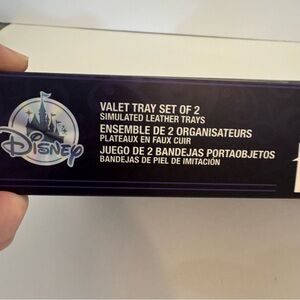 Disney
VALET TRAY SET OF 2
SIMULATED LEATHER TRAYS
ENSEMBLE DE 2 ORGANISATEURS
PLATEAUX EN FAUX CUIR
JUEGO DE 2 BANDEJAS PORTAOBJETOS
BANDEJAS DE PIEL DE IMITACIÓN